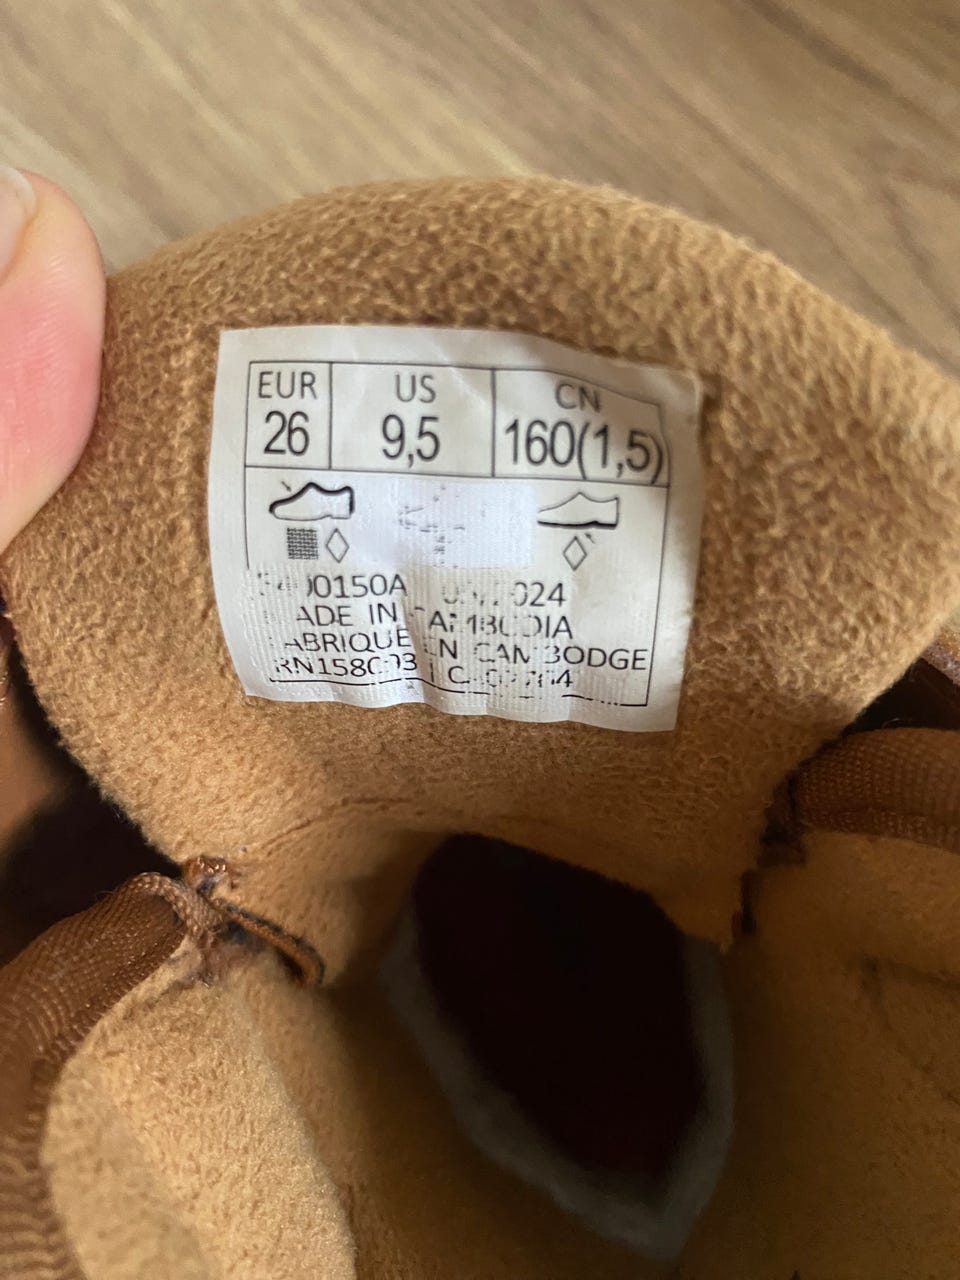 EUR US CN
26 9,5 160(1,5)
MADE IN CAMBODIA
FABRIQUE EN CAMBODGE